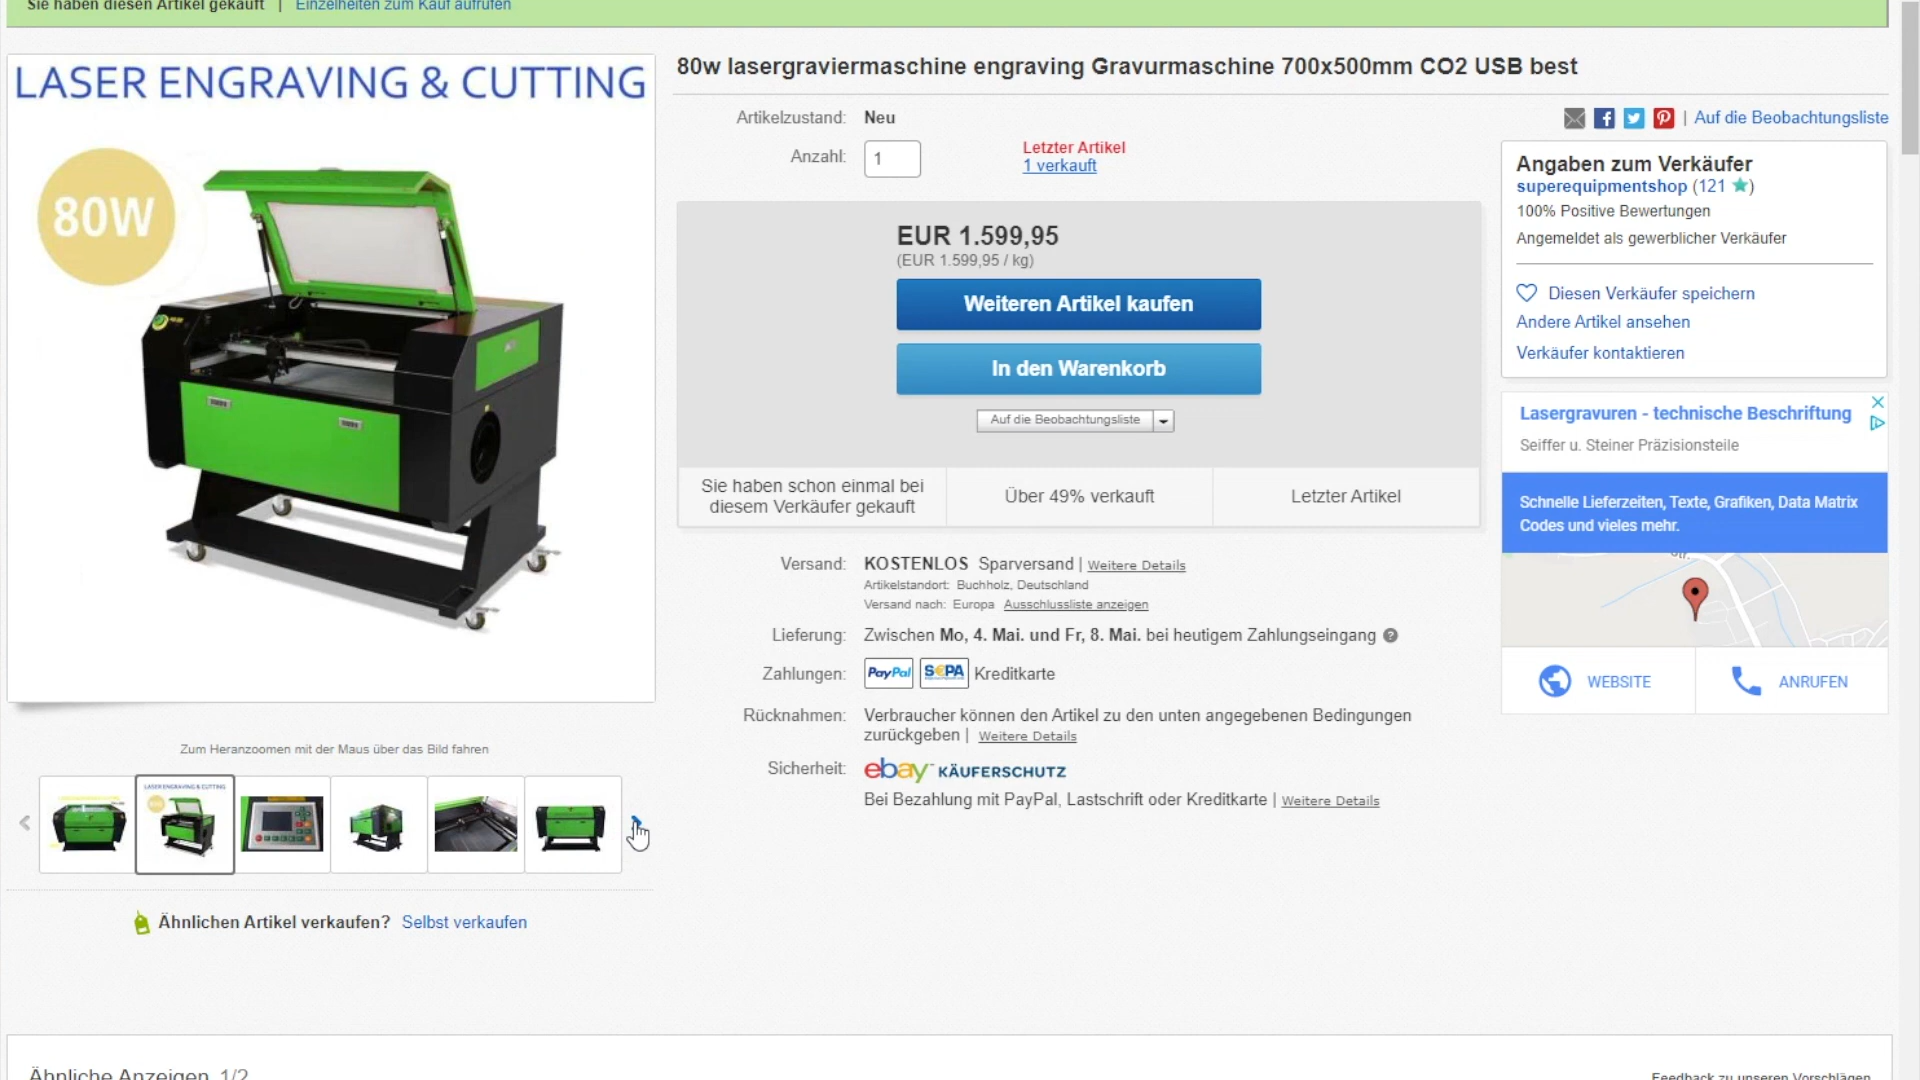 Sie haben diesen Artikel gekauft | Einzelheiten zum Kauf aufrufen
LASER ENGRAVING & CUTTING
80W
Zum Heranzoomen mit der Maus über das Bild fahren
LASER ENGRAVING & CUTTING
Ähnlichen Artikel verkaufen? Selbst verkaufen
80w lasergraviermaschine engraving Gravurmaschine 700x500mm CO2 USB best
Artikelzustand: Neu
Anzahl: 1
Letzter Artikel
1 verkauft
EUR 1.599,95
(EUR 1.599,95 / kg)
Weiteren Artikel kaufen
In den Warenkorb
Auf die Beobachtungsliste
Sie haben schon einmal bei
diesem Verkäufer gekauft
Über 49% verkauft
Letzter Artikel
Versand: KOSTENLOS Sparversand | Weitere Details
Artikelstandort: Buchholz, Deutschland
Versand nach: Europa Ausschlussliste anzeigen
Lieferung: Zwischen Mo, 4. Mai. und Fr, 8. Mai. bei heutigem Zahlungseingang ?
Zahlungen: PayPal SEPA Kreditkarte
Rücknahmen: Verbraucher können den Artikel zu den unten angegebenen Bedingungen
zurückgeben | Weitere Details
Sicherheit: ebay KÄUFERSCHUTZ
Bei Bezahlung mit PayPal, Lastschrift oder Kreditkarte | Weitere Details
| Auf die Beobachtungsliste
Angaben zum Verkäufer
superequipmentshop (121 ★)
100% Positive Bewertungen
Angemeldet als gewerblicher Verkäufer
Diesen Verkäufer speichern
Andere Artikel ansehen
Verkäufer kontaktieren
Lasergravuren - technische Beschriftung
Seiffer u. Steiner Präzisionsteile
Schnelle Lieferzeiten, Texte, Grafiken, Data Matrix
Codes und vieles mehr.
WEBSITE
ANRUFEN
Ähnliche Anzeigen 1/2
Feedback zu unseren Vorschlägen